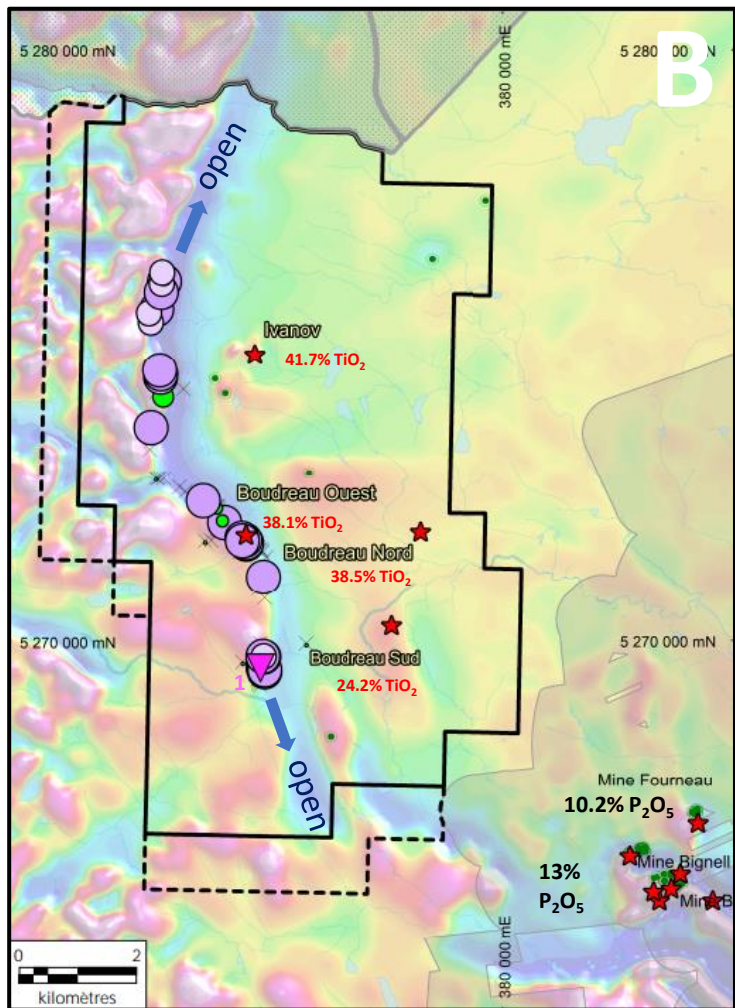 5 280 000 mN
380 000 mE
5 280 000 mN
B
open
Ivanov
41.7% TiO₂
Boudreau Ouest
38.1% TiO₂
Boudreau Nord
38.5% TiO₂
5 270 000 mN
5 270 000 mN
Boudreau Sud
24.2% TiO₂
1
open
Mine Fourneau
10.2% P₂O₅
Mine Bignell
13%
P₂O₅
Mine B
380 000 mE
0 2
kilomètres